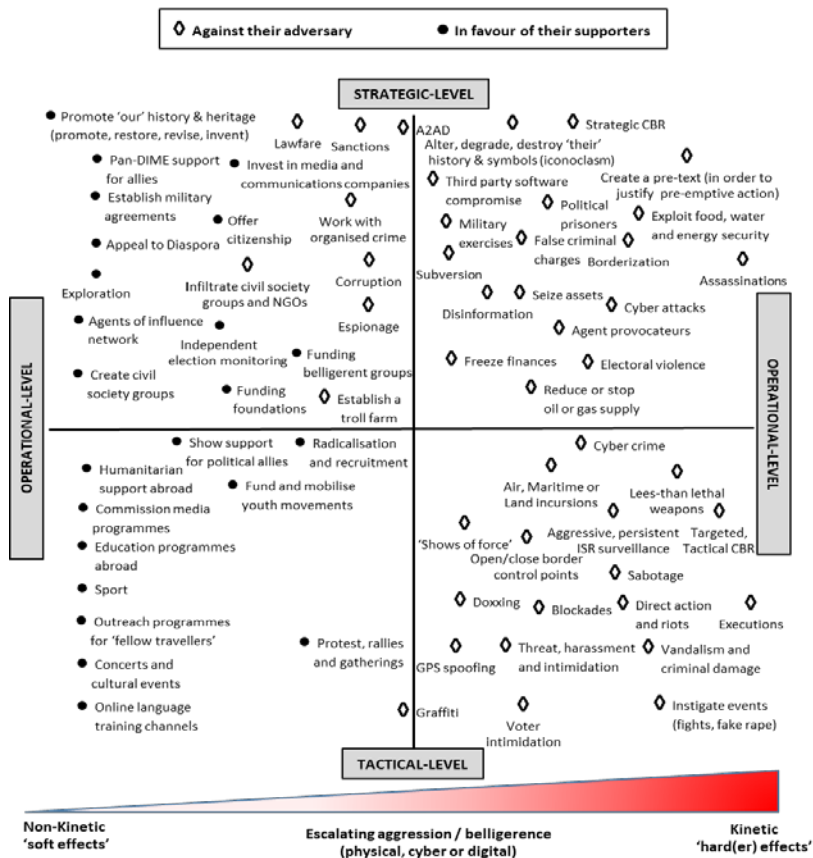 Against their adversary
In favour of their supporters
STRATEGIC-LEVEL
Promote 'our' history & heritage
(promote, restore, revise, invent)
Lawfare
Sanctions
A2AD
Strategic CBR
Alter, degrade, destroy 'their'
history & symbols (iconoclasm)
Pan-DIME support
for allies
Invest in media and
communications companies
Third party software
compromise
Create a pre-text (in order to
justify pre-emptive action)
Establish military
agreements
Offer
citizenship
Work with
organised crime
Political
prisoners
Exploit food, water
and energy security
Military
exercises
False criminal
charges
Borderization
Appeal to Diaspora
Subversion
Assassinations
Exploration
Infiltrate civil society
groups and NGOs
Corruption
Disinformation
Seize assets
Cyber attacks
Espionage
Agents of influence
network
Independent
election monitoring
Agent provocateurs
Funding
belligerent groups
Freeze finances
Electoral violence
Create civil
society groups
Funding
foundations
Establish a
troll farm
Reduce or stop
oil or gas supply
OPERATIONAL-LEVEL
OPERATIONAL-LEVEL
Show support
for political allies
Radicalisation
and recruitment
Cyber crime
Humanitarian
support abroad
Fund and mobilise
youth movements
Air, Maritime or
Land incursions
Lees-than lethal
weapons
Commission media
programmes
'Shows of force'
Aggressive, persistent
ISR surveillance
Targeted,
Tactical CBR
Education programmes
abroad
Open/close border
control points
Sabotage
Sport
Doxxing
Blockades
Direct action
and riots
Executions
Outreach programmes
for 'fellow travellers'
Protest, rallies
and gatherings
GPS spoofing
Threat, harassment
and intimidation
Vandalism and
criminal damage
Concerts and
cultural events
Online language
training channels
Graffiti
Voter
intimidation
Instigate events
(fights, fake rape)
TACTICAL-LEVEL
Non-Kinetic
'soft effects'
Escalating aggression / belligerence
(physical, cyber or digital)
Kinetic
'hard(er) effects'